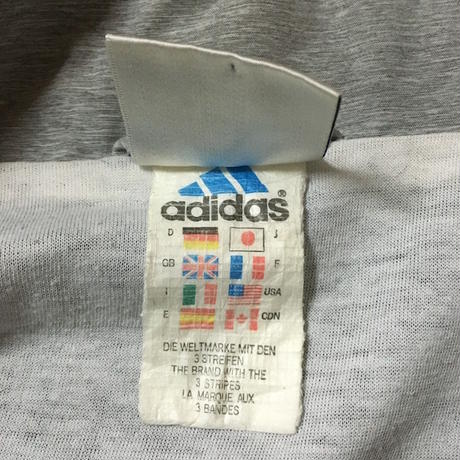 adidas®
D J
GB F
I USA
E CDN
DIE WELTMARKE MIT DEN
3 STREIFEN
THE BRAND WITH THE
3 STRIPES
LA MARQUE AUX
3 BANDES